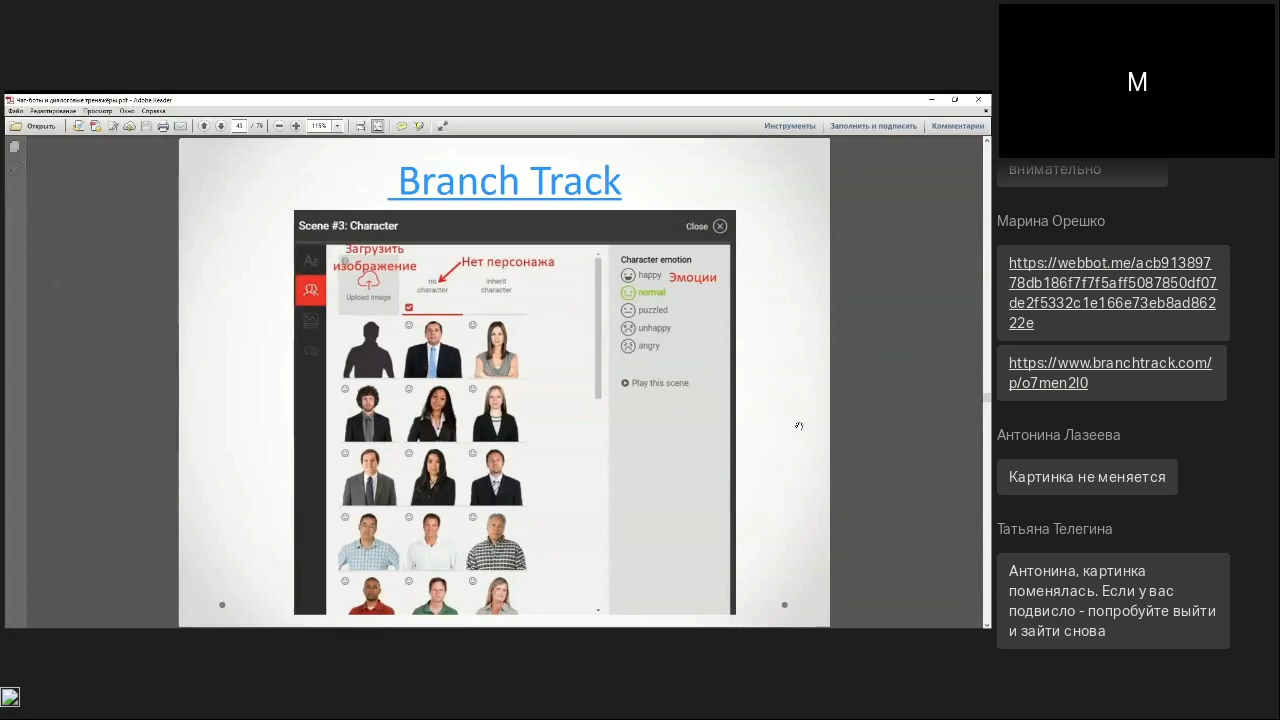 Чат-боты и диалоговые тренажёры.pdf - Adobe Reader
Файл Редактирование Просмотр Окно Справка
Открыть 43 / 79 115% Инструменты Заполнить и подписать Комментарии
Branch Track
Scene #3: Character Close
Загрузить
изображение
Нет персонажа
Upload image
no
character
inherit
character
Character emotion
happy
Эмоции
normal
puzzled
unhappy
angry
Play this scene
M
внимательно
Марина Орешко
https://webbot.me/acb913897
78db186f7f7f5aff5087850df07
de2f5332c1e166e73eb8ad862
22e
https://www.branchtrack.com/
p/o7men2l0
Антонина Лазеева
Картинка не меняется
Татьяна Телегина
Антонина, картинка
поменялась. Если у вас
подвисло - попробуйте выйти
и зайти снова